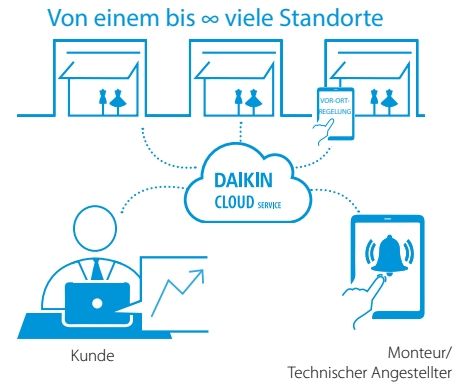 Von einem bis ∞ viele Standorte
VOR-ORT-
REGELUNG
DAIKIN
CLOUD SERVICE
Kunde
Monteur/
Technischer Angestellter